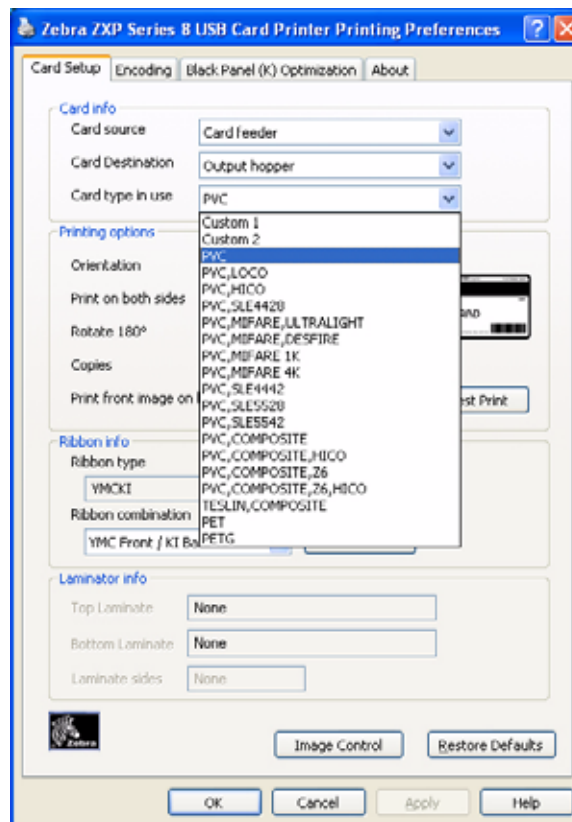 Zebra ZXP Series 8 USB Card Printer Printing Preferences
Card Setup Encoding Black Panel (K) Optimization About
Card info
Card source Card feeder
Card Destination Output hopper
Card type in use PVC
Custom 1
Custom 2
PVC
PVC,LOCO
PVC,HICO
PVC,SLE4428
PVC,MIFARE,ULTRALIGHT
PVC,MIFARE,DESFIRE
PVC,MIFARE 1K
PVC,MIFARE 4K
PVC,SLE4442
PVC,SLE5528
PVC,SLE5542
PVC,COMPOSITE
PVC,COMPOSITE,HICO
PVC,COMPOSITE,Z6
PVC,COMPOSITE,Z6,HICO
TESLIN,COMPOSITE
PET
PETG
Printing options
Orientation
Print on both sides
Rotate 180°
Copies
Print front image on
est Print
Ribbon info
Ribbon type
YMCKI
Ribbon combination
YMC Front / KI Ba
Laminator info
Top Laminate None
Bottom Laminate None
Laminate sides None
Zebra
Image Control Restore Defaults
OK Cancel Apply Help